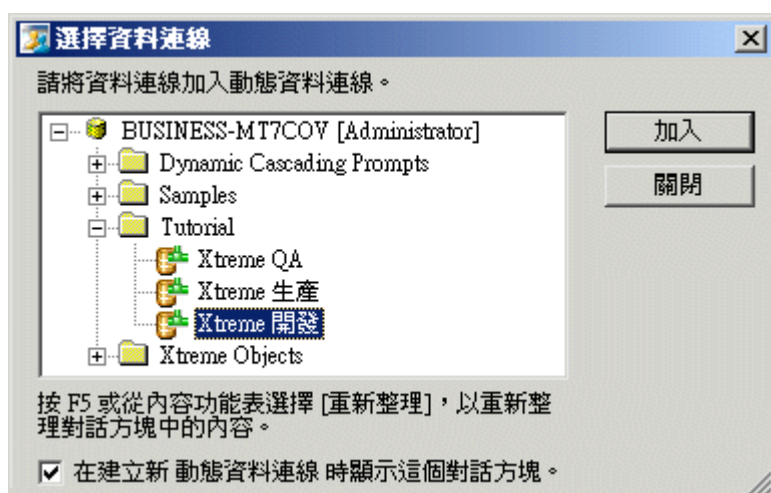 選擇資料連線
請將資料連線加入動態資料連線。
BUSINESS-MT7COV [Administrator]
加入
Dynamic Cascading Prompts
關閉
Samples
Tutorial
Xtreme QA
Xtreme 生產
Xtreme 開發
Xtreme Objects
按 F5 或從內容功能表選擇 [重新整理]，以重新整
理對話方塊中的內容。
在建立新 動態資料連線 時顯示這個對話方塊。